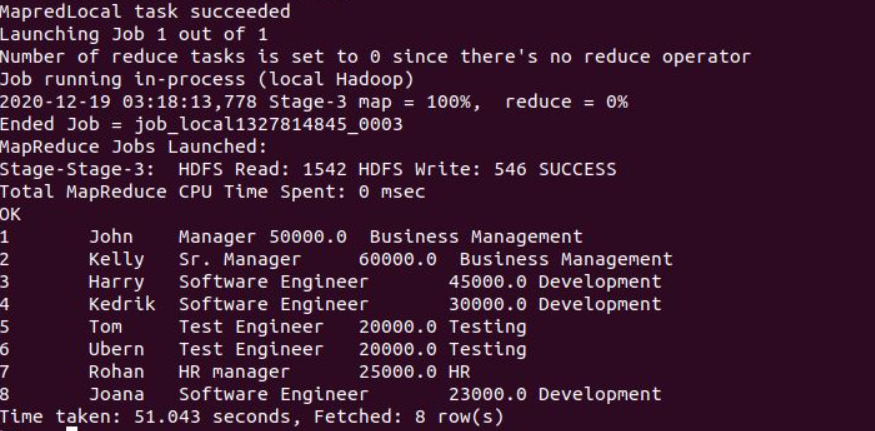 MapredLocal task succeeded
Launching Job 1 out of 1
Number of reduce tasks is set to 0 since there's no reduce operator
Job running in-process (local Hadoop)
2020-12-19 03:18:13,778 Stage-3 map = 100%,  reduce = 0%
Ended Job = job_local1327814845_0003
MapReduce Jobs Launched:
Stage-Stage-3:  HDFS Read: 1542 HDFS Write: 546 SUCCESS
Total MapReduce CPU Time Spent: 0 msec
OK
1	John	Manager	50000.0	Business Management
2	Kelly	Sr. Manager	60000.0	Business Management
3	Harry	Software Engineer	45000.0	Development
4	Kedrik	Software Engineer	30000.0	Development
5	Tom	Test Engineer	20000.0	Testing
6	Ubern	Test Engineer	20000.0	Testing
7	Rohan	HR manager	25000.0	HR
8	Joana	Software Engineer	23000.0	Development
Time taken: 51.043 seconds, Fetched: 8 row(s)